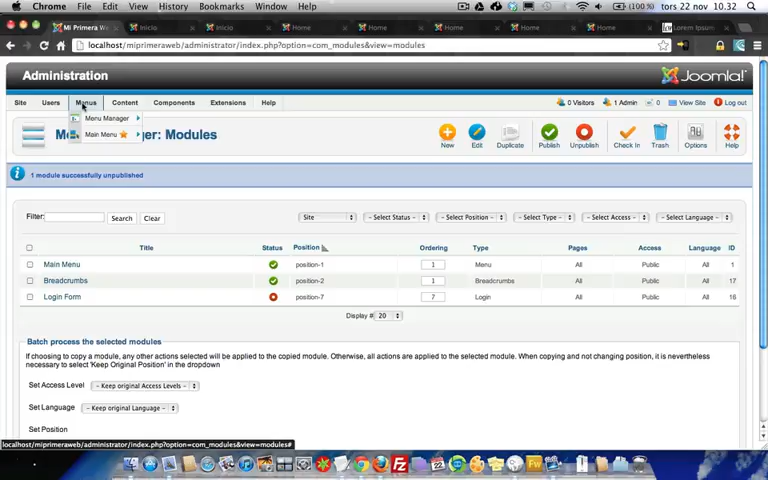 Chrome File Edit View History Bookmarks Window Help (100 %) tors 22 nov 10.32
Mi Primera We Inicio Inicio Home Home Home Home Home Lorem Ipsum
localhost/miprimeraweb/administrator/index.php?option=com_modules&view=modules
Administration Joomla!
Site Users Menus Content Components Extensions Help 0 Visitors 1 Admin 0 View Site Log out
Menu Manager
Main Menu
ger: Modules
New Edit Duplicate Publish Unpublish Check In Trash Options Help
1 module successfully unpublished
Filter: Search Clear Site - Select Status - - Select Position - - Select Type - - Select Access - - Select Language -
Title Status Position Ordering Type Pages Access Language ID
Main Menu position-1 1 Menu All Public All 1
Breadcrumbs position-2 1 Breadcrumbs All Public All 17
Login Form position-7 7 Login All Public All 16
Display # 20
Batch process the selected modules
If choosing to copy a module, any other actions selected will be applied to the copied module. Otherwise, all actions are applied to the selected module. When copying and not changing position, it is nevertheless
necessary to select 'Keep Original Position' in the dropdown
Set Access Level - Keep original Access Levels -
Set Language - Keep original Language -
Set Position
localhost/miprimeraweb/administrator/index.php?option=com_modules&view=modules#